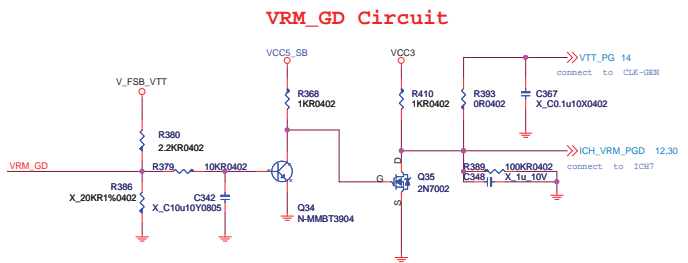 VRM_GD Circuit
VCC5_SB
VCC3
VTT_PG 14
connect to CLK-GEN
V_FSB_VTT
R368
1KR0402
R410
1KR0402
R393
0R0402
C367
X_C0.1u10X0402
R380
2.2KR0402
VRM_GD
R379
10KR0402
ICH_VRM_PGD 12,30
connect to ICH7
D
R389
100KR0402
C348
X_1u_10V
G
Q35
2N7002
S
R386
X_20KR1%0402
C342
X_C10u10Y0805
Q34
N-MMBT3904